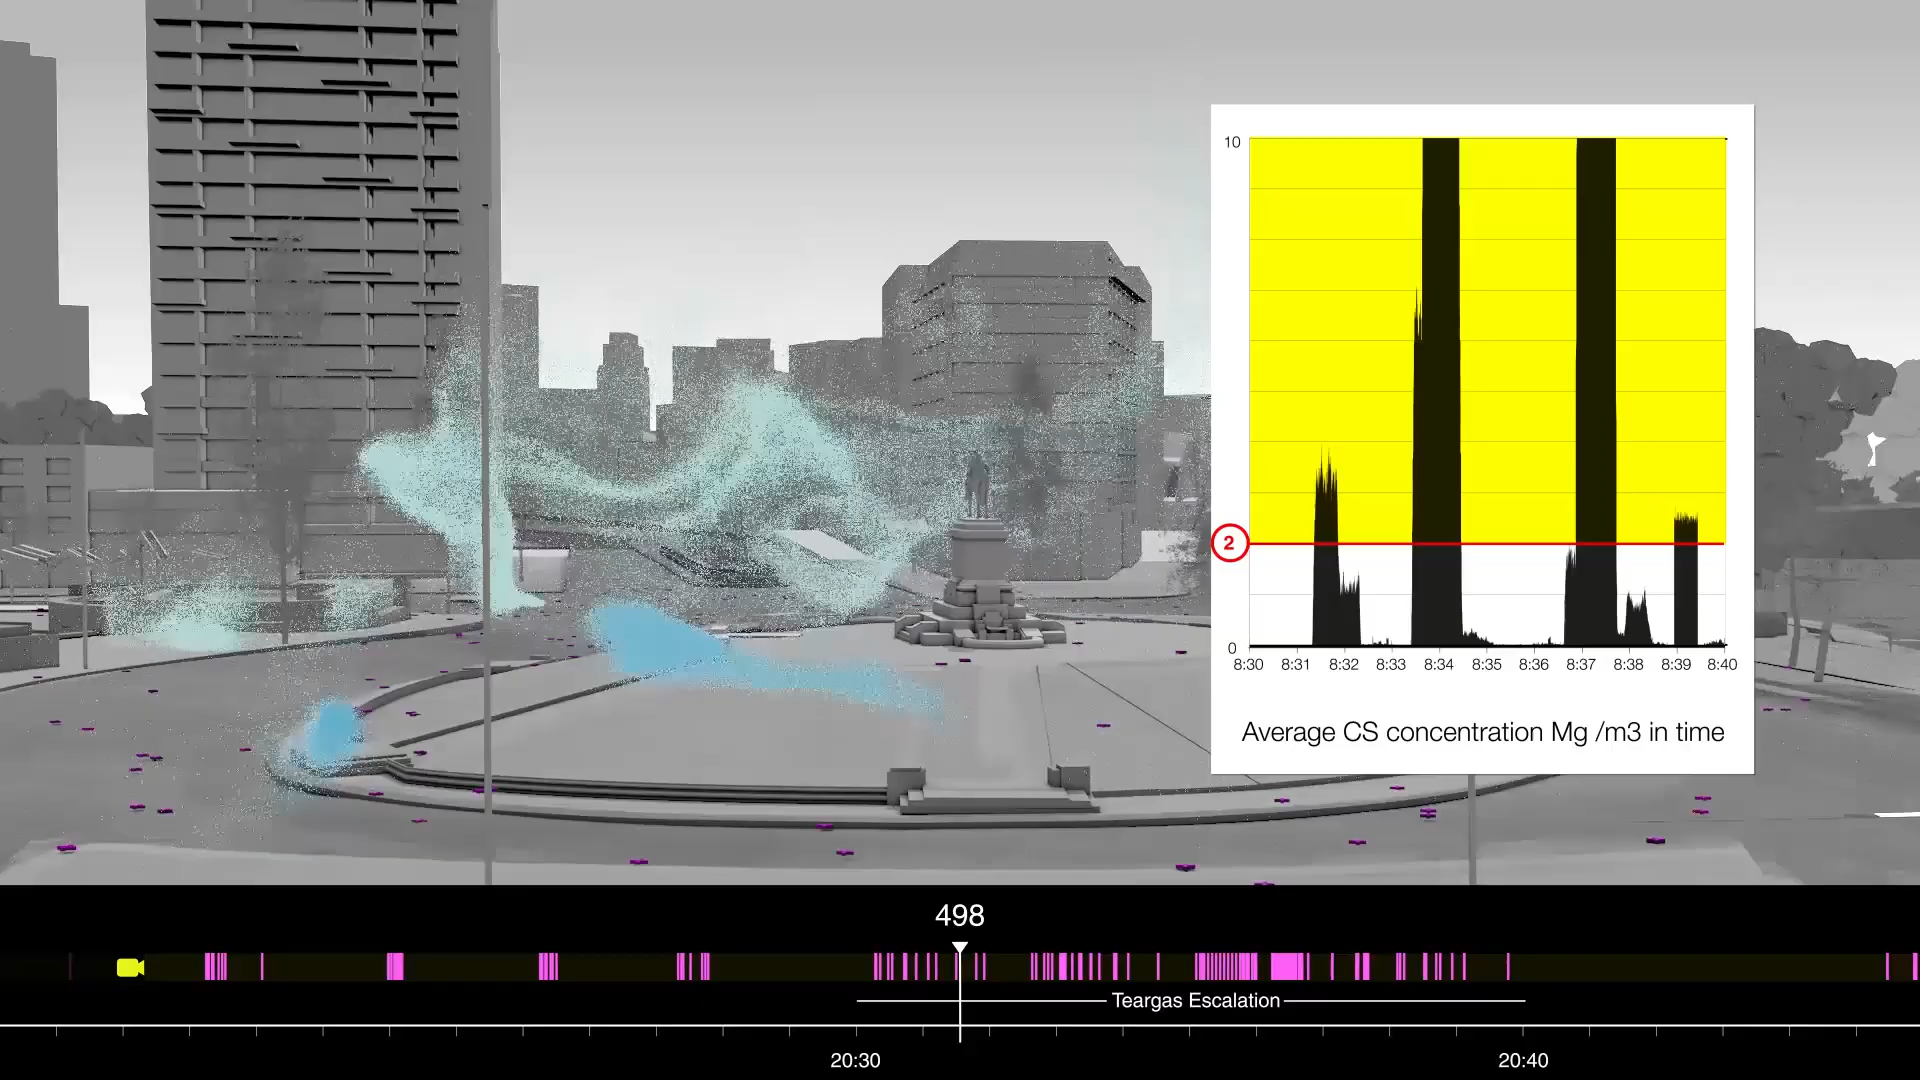 10
2
0
8:30 8:31 8:32 8:33 8:34 8:35 8:36 8:37 8:38 8:39 8:40
Average CS concentration Mg /m3 in time
498
Teargas Escalation
20:30 20:40